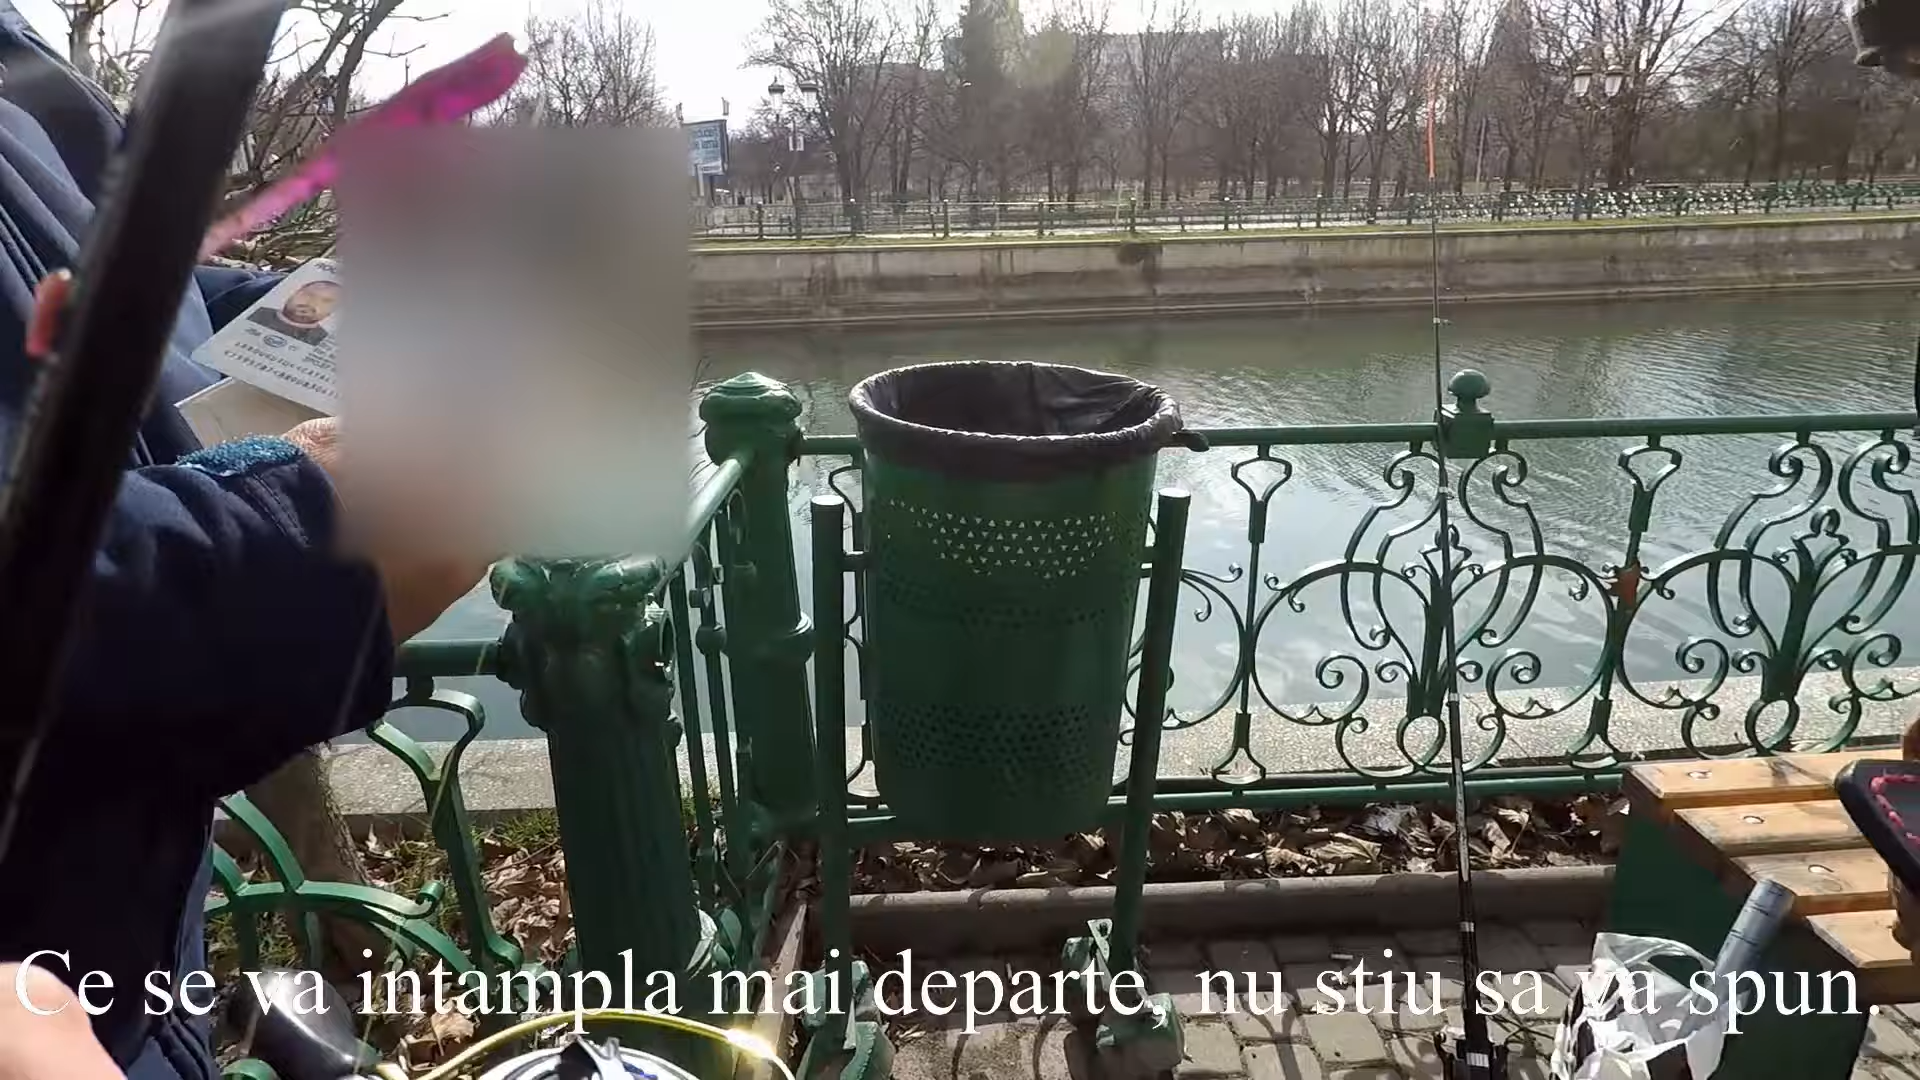 Ce se va intampla mai departe, nu stiu sa va spun.